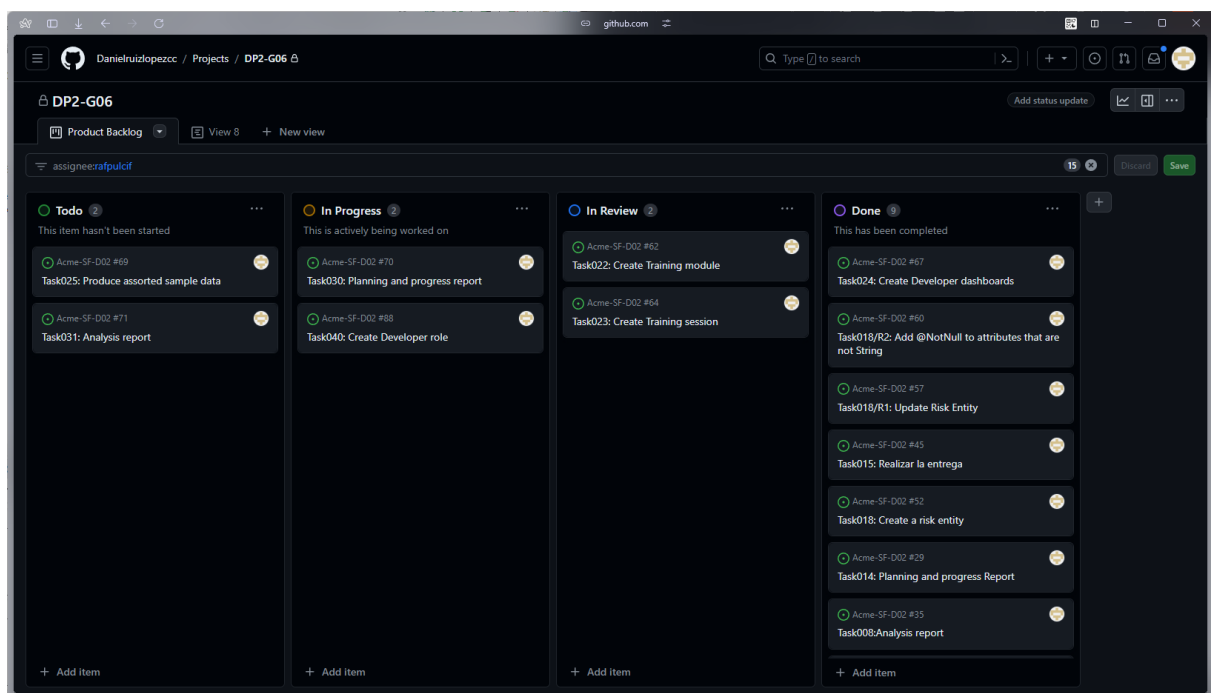 github.com
Danielruizlopezcc / Projects / DP2-G06
Type / to search
DP2-G06
Add status update
Product Backlog
View 8
New view
assignee:rafpulcif
15
Discard
Save
Todo 2
This item hasn't been started
Acme-SF-D02 #69
Task025: Produce assorted sample data
Acme-SF-D02 #71
Task031: Analysis report
Add item
In Progress 2
This is actively being worked on
Acme-SF-D02 #70
Task030: Planning and progress report
Acme-SF-D02 #88
Task040: Create Developer role
Add item
In Review 2
Acme-SF-D02 #62
Task022: Create Training module
Acme-SF-D02 #64
Task023: Create Training session
Add item
Done 9
This has been completed
Acme-SF-D02 #67
Task024: Create Developer dashboards
Acme-SF-D02 #60
Task018/R2: Add @NotNull to attributes that are
not String
Acme-SF-D02 #57
Task018/R1: Update Risk Entity
Acme-SF-D02 #45
Task015: Realizar la entrega
Acme-SF-D02 #52
Task018: Create a risk entity
Acme-SF-D02 #29
Task014: Planning and progress Report
Acme-SF-D02 #35
Task008:Analysis report
Add item